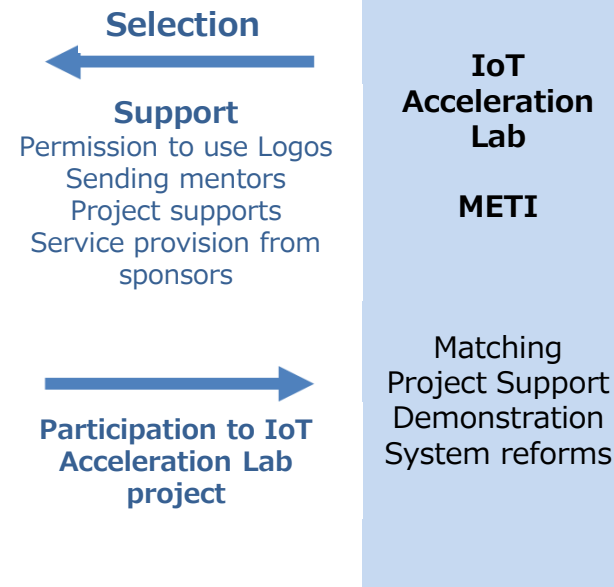 Selection
Support
Permission to use Logos
Sending mentors
Project supports
Service provision from
sponsors
Participation to IoT
Acceleration Lab
project
IoT
Acceleration
Lab
METI
Matching
Project Support
Demonstration
System reforms